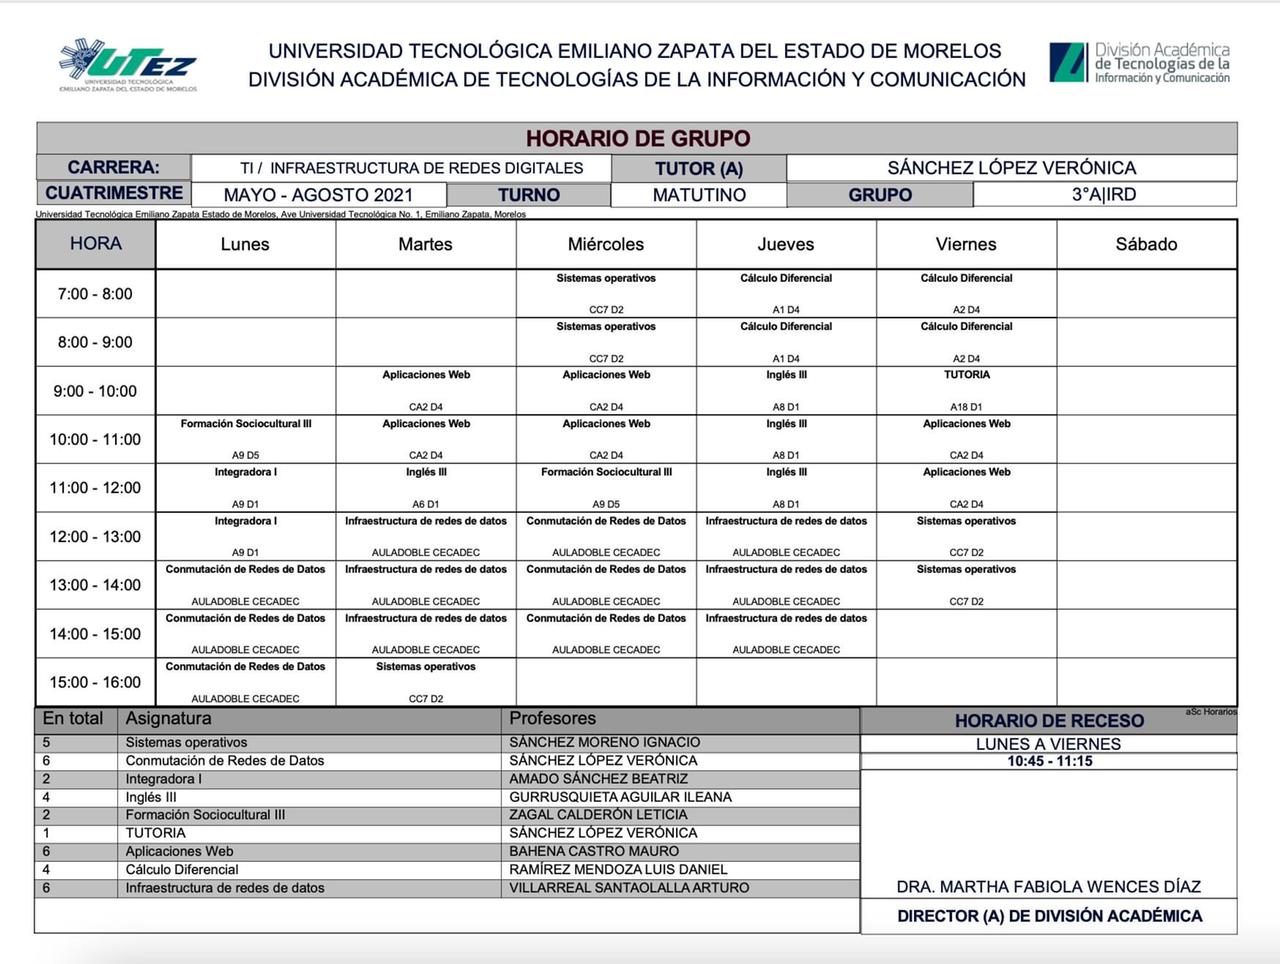 UTEZ
UNIVERSIDAD TECNOLÓGICA
EMILIANO ZAPATA DEL ESTADO DE MORELOS
UNIVERSIDAD TECNOLÓGICA EMILIANO ZAPATA DEL ESTADO DE MORELOS
DIVISIÓN ACADÉMICA DE TECNOLOGÍAS DE LA INFORMACIÓN Y COMUNICACIÓN
División Académica
de Tecnologías de la
Información y Comunicación
HORARIO DE GRUPO
CARRERA: TI / INFRAESTRUCTURA DE REDES DIGITALES TUTOR (A) SÁNCHEZ LÓPEZ VERÓNICA
CUATRIMESTRE MAYO - AGOSTO 2021 TURNO MATUTINO GRUPO 3°A|IRD
Universidad Tecnológica Emiliano Zapata Estado de Morelos, Ave Universidad Tecnológica No. 1, Emiliano Zapata, Morelos
HORA Lunes Martes Miércoles Jueves Viernes Sábado
7:00 - 8:00
Sistemas operativos Cálculo Diferencial Cálculo Diferencial
CC7 D2 A1 D4 A2 D4
8:00 - 9:00
Sistemas operativos Cálculo Diferencial Cálculo Diferencial
CC7 D2 A1 D4 A2 D4
9:00 - 10:00
Aplicaciones Web Aplicaciones Web Inglés III TUTORIA
CA2 D4 CA2 D4 A8 D1 A18 D1
10:00 - 11:00
Formación Sociocultural III Aplicaciones Web Aplicaciones Web Inglés III Aplicaciones Web
A9 D5 CA2 D4 CA2 D4 A8 D1 CA2 D4
11:00 - 12:00
Integradora I Inglés III Formación Sociocultural III Inglés III Aplicaciones Web
A9 D1 A6 D1 A9 D5 A8 D1 CA2 D4
12:00 - 13:00
Integradora I Infraestructura de redes de datos Conmutación de Redes de Datos Infraestructura de redes de datos Sistemas operativos
A9 D1 AULADOBLE CECADEC AULADOBLE CECADEC AULADOBLE CECADEC CC7 D2
13:00 - 14:00
Conmutación de Redes de Datos Infraestructura de redes de datos Conmutación de Redes de Datos Infraestructura de redes de datos Sistemas operativos
AULADOBLE CECADEC AULADOBLE CECADEC AULADOBLE CECADEC AULADOBLE CECADEC CC7 D2
14:00 - 15:00
Conmutación de Redes de Datos Infraestructura de redes de datos Conmutación de Redes de Datos Infraestructura de redes de datos
AULADOBLE CECADEC AULADOBLE CECADEC AULADOBLE CECADEC AULADOBLE CECADEC
15:00 - 16:00
Conmutación de Redes de Datos Sistemas operativos
AULADOBLE CECADEC CC7 D2
aSc Horarios
En total Asignatura Profesores
5 Sistemas operativos SÁNCHEZ MORENO IGNACIO
6 Conmutación de Redes de Datos SÁNCHEZ LÓPEZ VERÓNICA
2 Integradora I AMADO SÁNCHEZ BEATRIZ
4 Inglés III GURRUSQUIETA AGUILAR ILEANA
2 Formación Sociocultural III ZAGAL CALDERÓN LETICIA
1 TUTORIA SÁNCHEZ LÓPEZ VERÓNICA
6 Aplicaciones Web BAHENA CASTRO MAURO
4 Cálculo Diferencial RAMÍREZ MENDOZA LUIS DANIEL
6 Infraestructura de redes de datos VILLARREAL SANTAOLALLA ARTURO
HORARIO DE RECESO
LUNES A VIERNES
10:45 - 11:15
DRA. MARTHA FABIOLA WENCES DÍAZ
DIRECTOR (A) DE DIVISIÓN ACADÉMICA